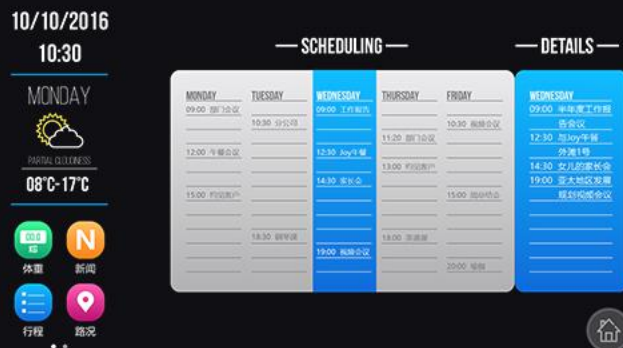 10/10/2016
10:30
MONDAY
PARTIAL CLOUDINESS
08°C-17°C
00.0
KG
体重
N
新闻
行程
路况
SCHEDULING
MONDAY
09:00 部门会议
12:00 午餐会议
15:00 约见客户
TUESDAY
10:30 分公司
18:30 钢琴课
WEDNESDAY
09:00 工作报告
12:30 Joy午餐
14:30 家长会
19:00 视频会议
THURSDAY
11:20 部门会议
13:00 约见客户
18:00
FRIDAY
10:30 视频会议
15:00
20:00 瑜伽
DETAILS
WEDNESDAY
09:00 半年度工作报
告会议
12:30 与Joy午餐
外滩1号
14:30 女儿的家长会
19:00 亚太地区发展
规划视频会议